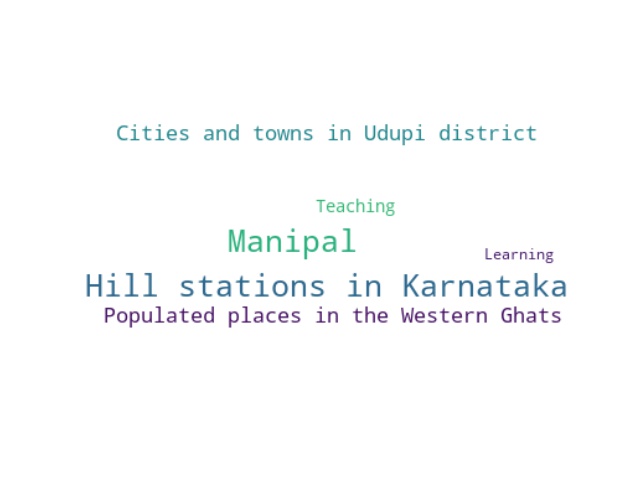 Cities and towns in Udupi district
Teaching
Manipal
Learning
Hill stations in Karnataka
Populated places in the Western Ghats